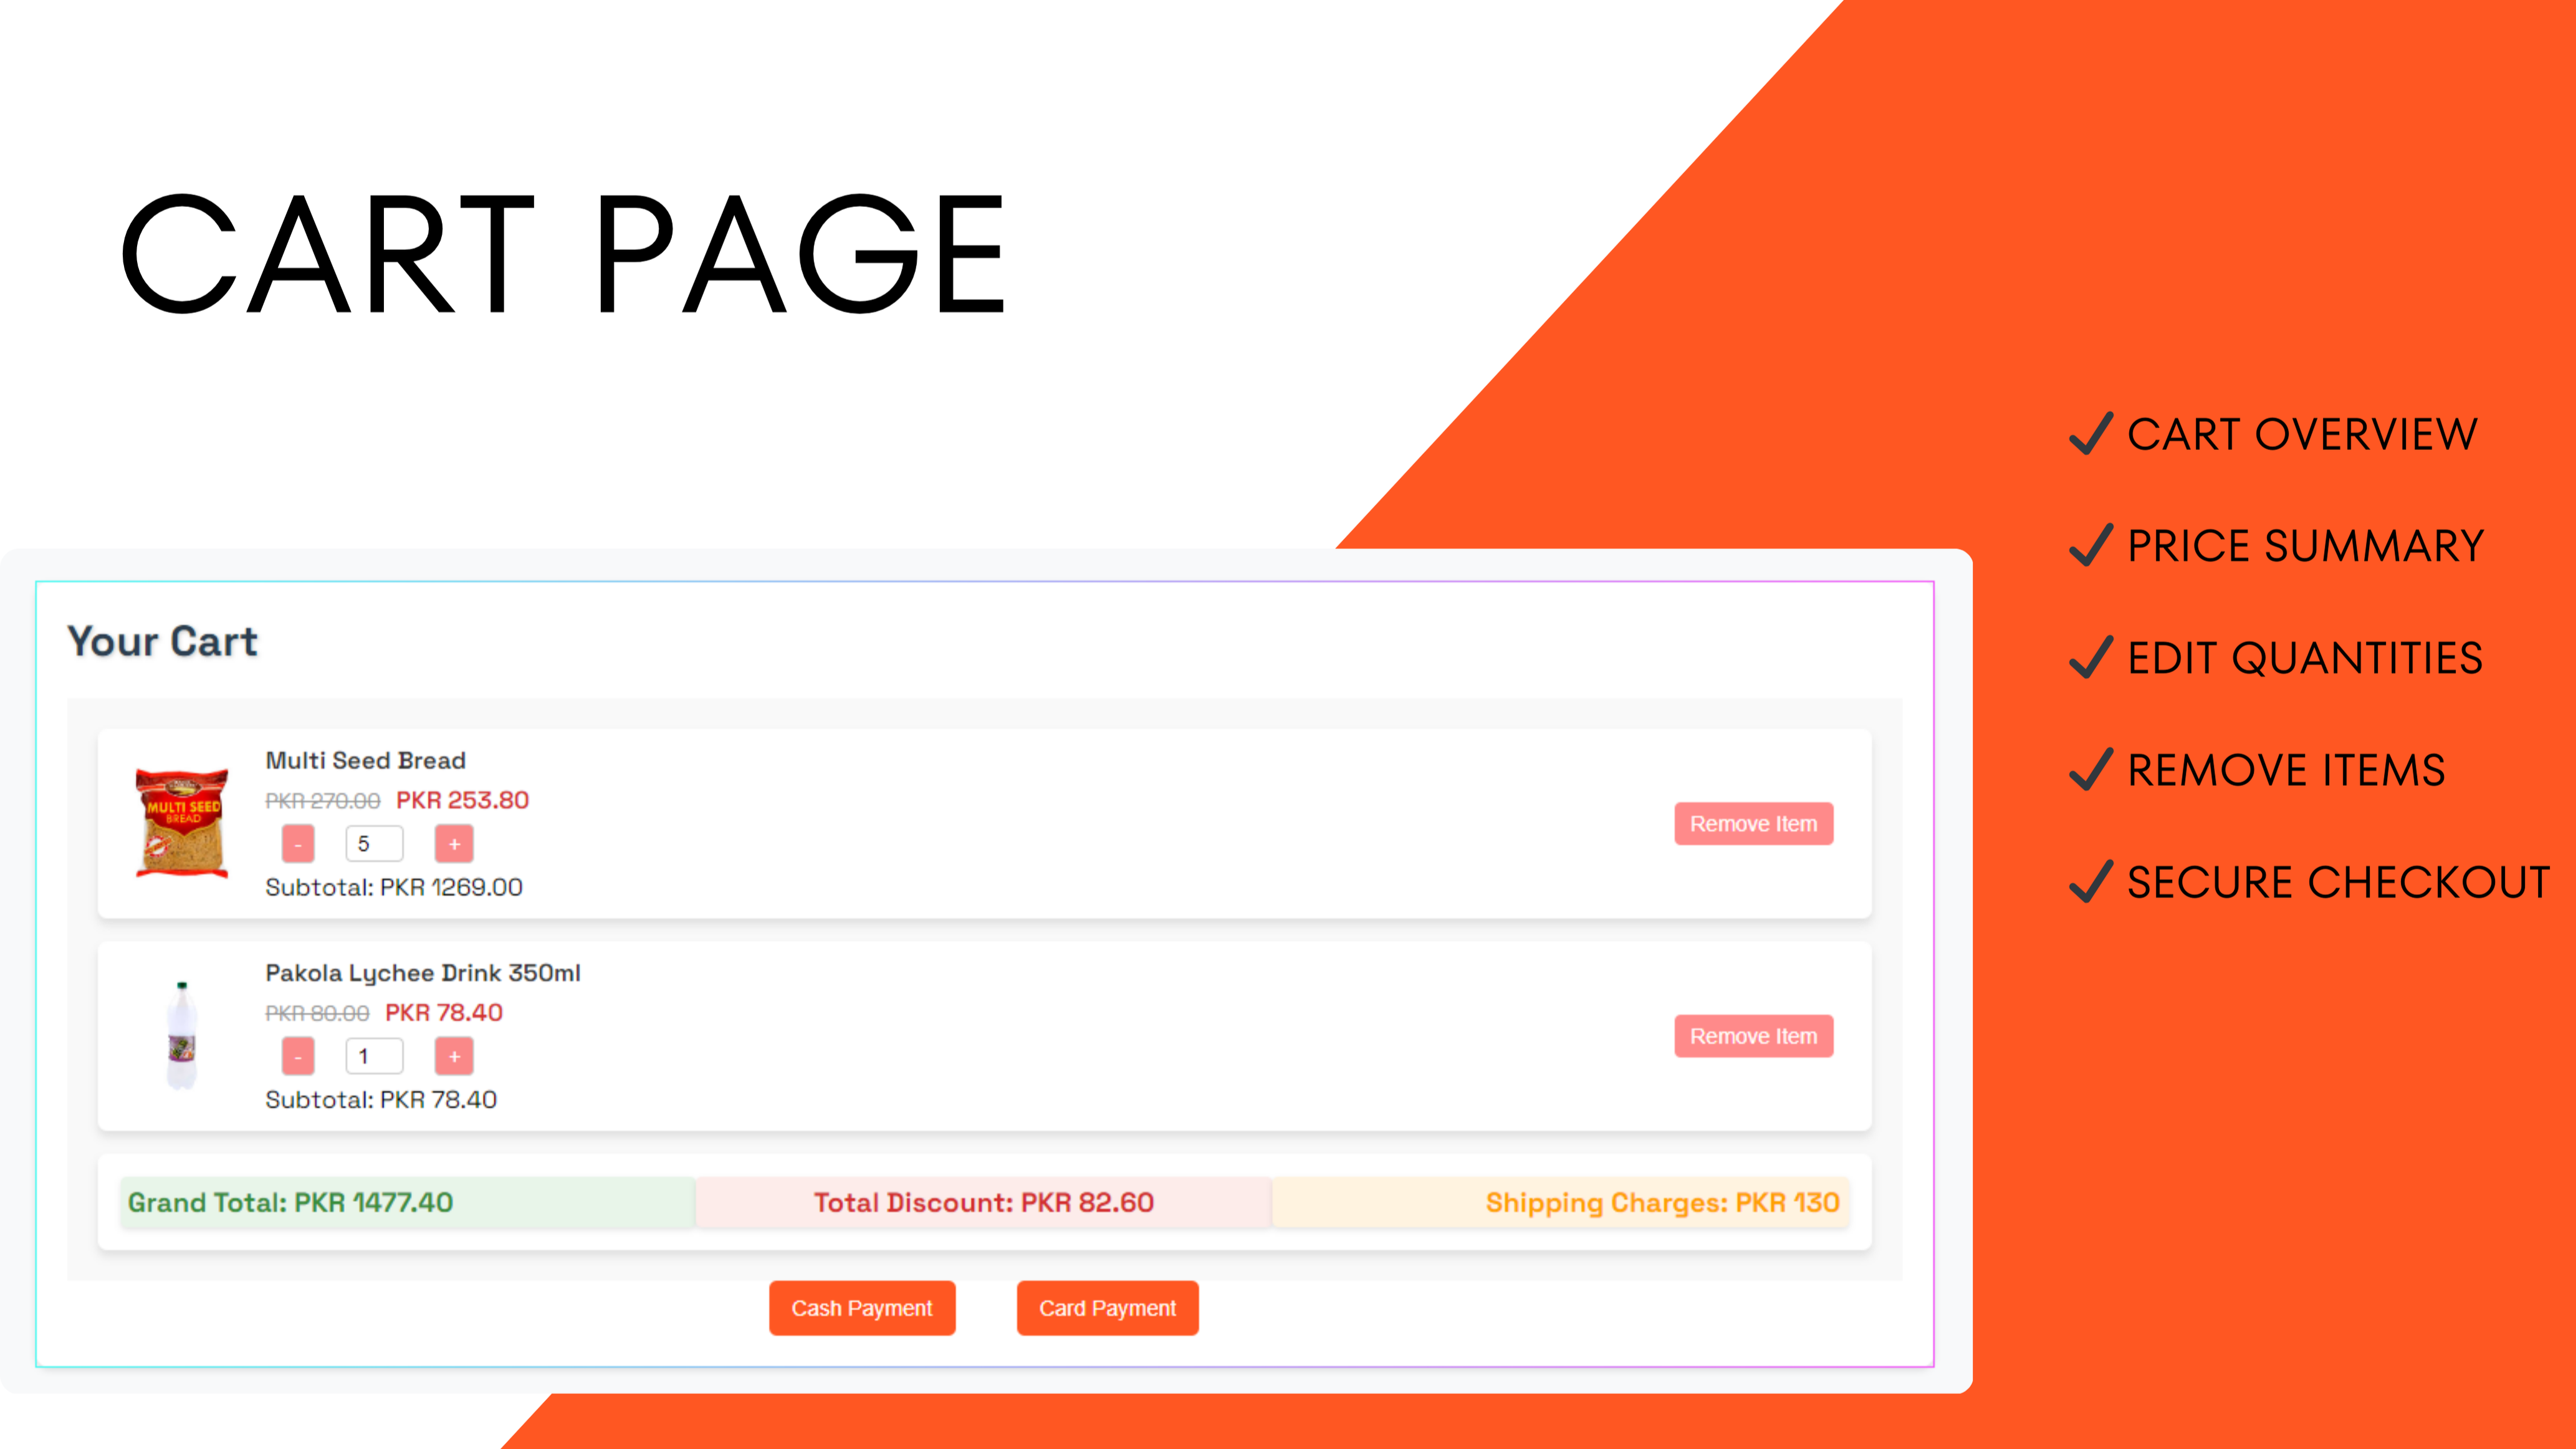 CART PAGE
✓ CART OVERVIEW
✓ PRICE SUMMARY
✓ EDIT QUANTITIES
✓ REMOVE ITEMS
✓ SECURE CHECKOUT
Your Cart
MULTI SEED
BREAD
Multi Seed Bread
PKR 270.00 PKR 253.80
- 5 +
Subtotal: PKR 1269.00
Remove Item
Pakola Lychee Drink 350ml
PKR 80.00 PKR 78.40
- 1 +
Subtotal: PKR 78.40
Remove Item
Grand Total: PKR 1477.40 Total Discount: PKR 82.60 Shipping Charges: PKR 130
Cash Payment Card Payment